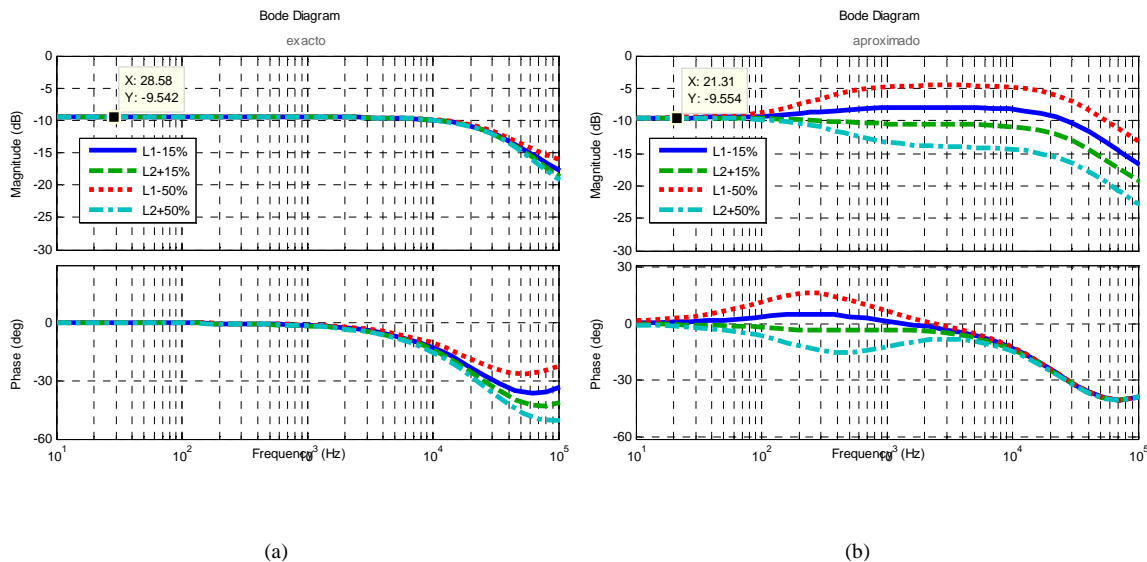 Bode Diagram
exacto
0
-5
-10
-15
-20
-25
-30
Magnitude (dB)
X: 28.58
Y: -9.542
L1-15%
L2+15%
L1-50%
L2+50%
0
-30
-60
Phase (deg)
10^1
10^2
10^3
10^4
10^5
Frequency (Hz)
(a)
Bode Diagram
aproximado
0
-5
-10
-15
-20
-25
-30
Magnitude (dB)
X: 21.31
Y: -9.554
L1-15%
L2+15%
L1-50%
L2+50%
30
0
-30
-60
Phase (deg)
10^1
10^2
10^3
10^4
10^5
Frequency (Hz)
(b)